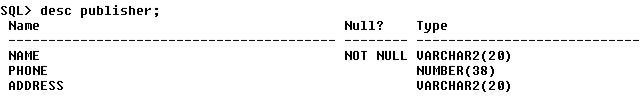 SQL> desc publisher;
Name Null? Type
----------------------------------------- -------- ----------------------------
NAME NOT NULL VARCHAR2(20)
PHONE NUMBER(38)
ADDRESS VARCHAR2(20)